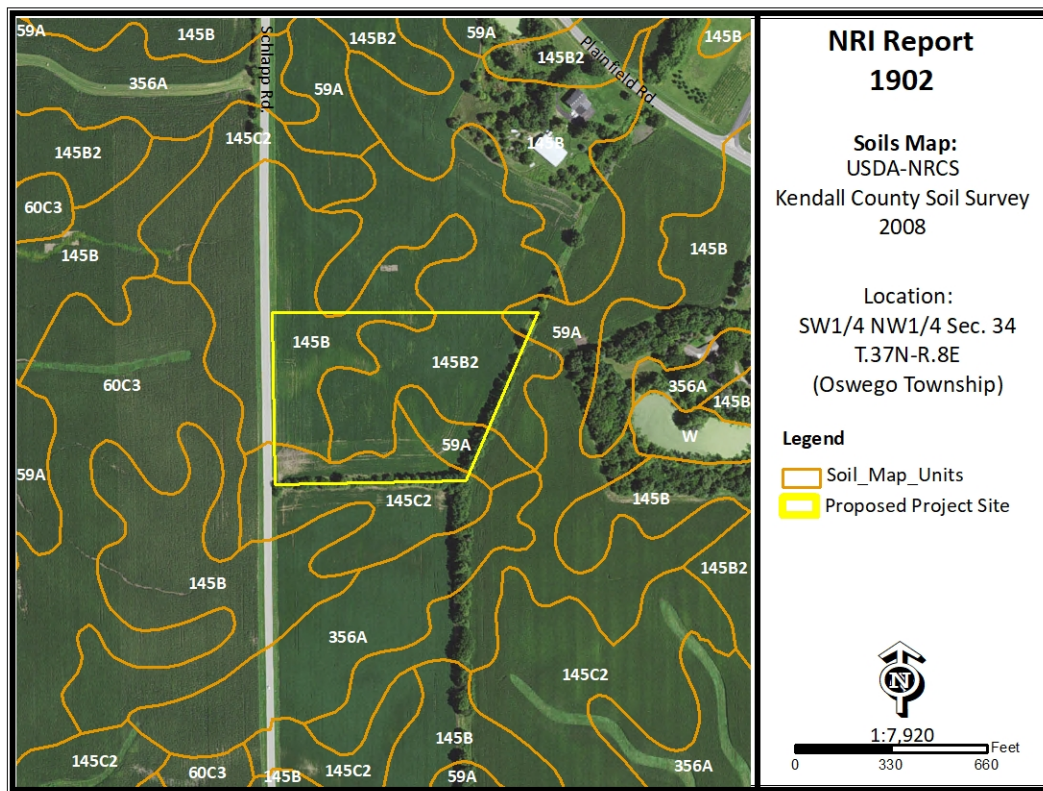 NRI Report
1902
Soils Map:
USDA-NRCS
Kendall County Soil Survey
2008
Location:
SW1/4 NW1/4 Sec. 34
T.37N-R.8E
(Oswego Township)
Legend
Soil_Map_Units
Proposed Project Site
N
1:7,920
Feet
0 330 660
Schlapp Rd.
Plainfield Rd.
59A
145B
145B2
59A
145B
356A
59A
145B2
145C2
145B2
145B
60C3
145B
145B
145B
59A
145B2
60C3
356A
145B
W
59A
59A
145C2
145B
145B
145B2
356A
145C2
145B
145C2
60C3
145B
145C2
59A
356A